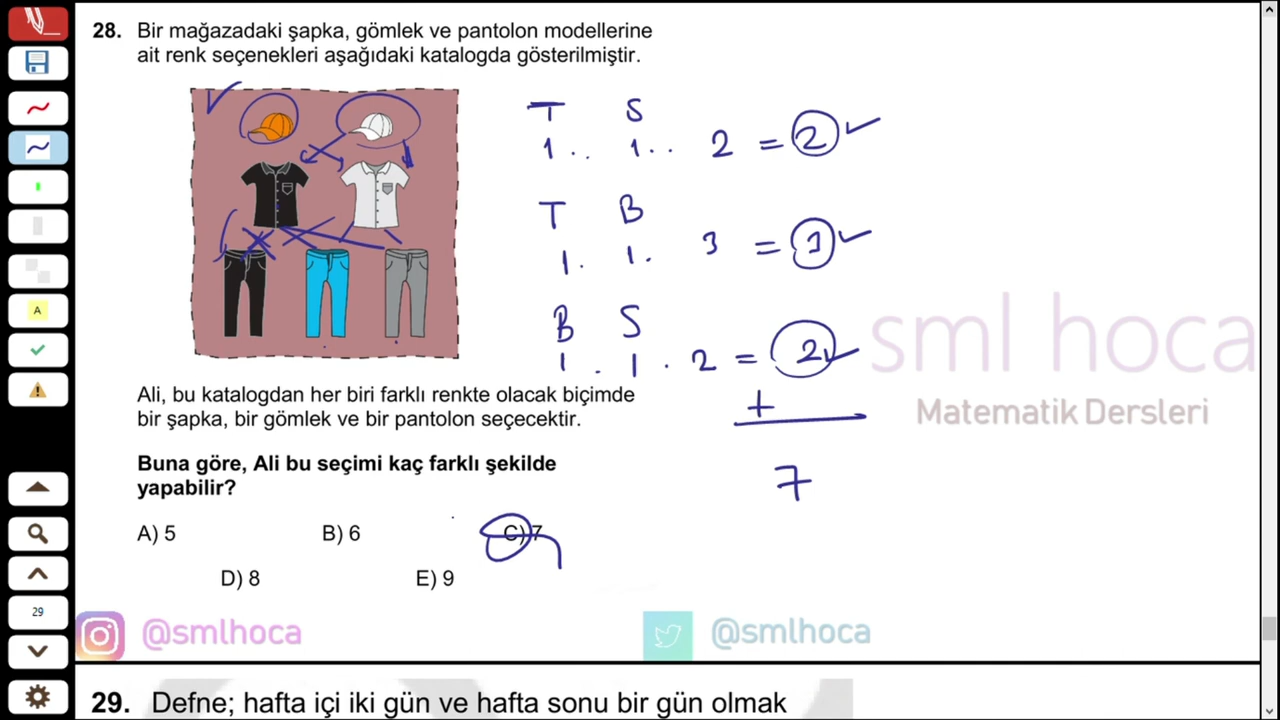 28. Bir mağazadaki şapka, gömlek ve pantolon modellerine
ait renk seçenekleri aşağıdaki katalogda gösterilmiştir.
T S
1 . . 1 . . 2 = 2
T B
1 . 1 . 3 = 3
B S
1 . 1 . 2 = 2
+
7
Ali, bu katalogdan her biri farklı renkte olacak biçimde
bir şapka, bir gömlek ve bir pantolon seçecektir.
Buna göre, Ali bu seçimi kaç farklı şekilde
yapabilir?
A) 5 B) 6 C) 7
D) 8 E) 9
sml hoca
Matematik Dersleri
@smlhoca @smlhoca
29. Defne; hafta içi iki gün ve hafta sonu bir gün olmak
A
29